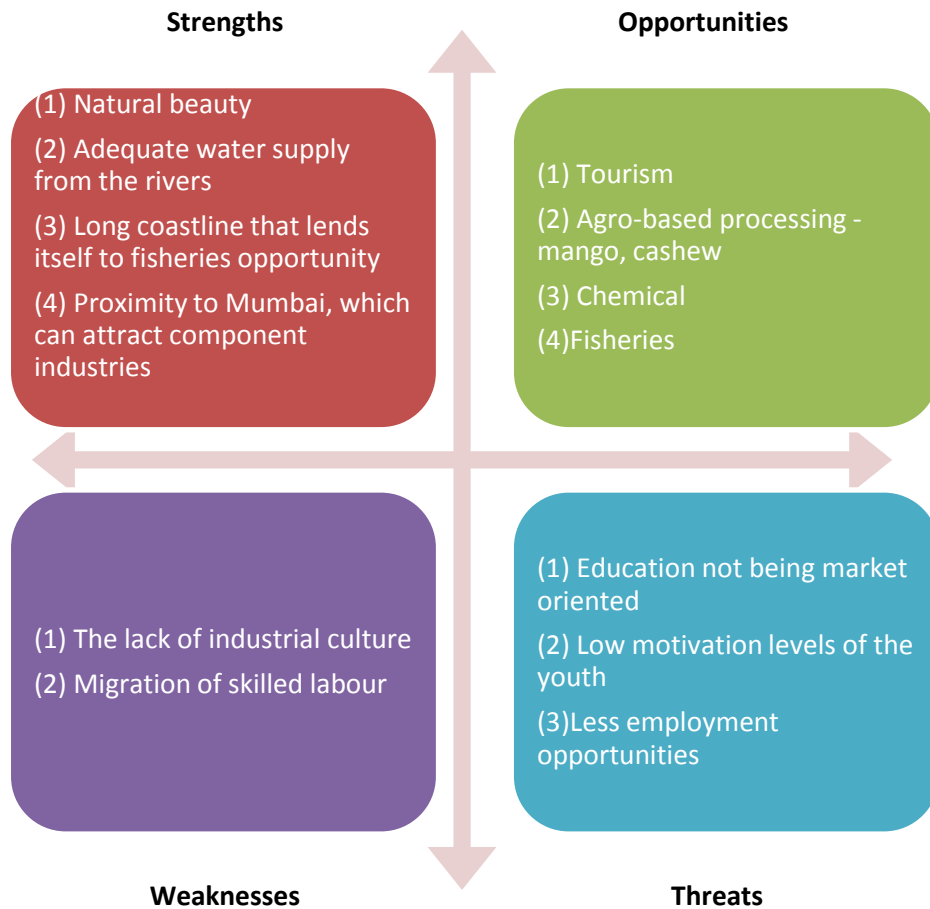 Strengths
Opportunities
(1) Natural beauty
(2) Adequate water supply
from the rivers
(3) Long coastline that lends
itself to fisheries opportunity
(4) Proximity to Mumbai, which
can attract component
industries
(1) Tourism
(2) Agro-based processing -
mango, cashew
(3) Chemical
(4)Fisheries
(1) The lack of industrial culture
(2) Migration of skilled labour
(1) Education not being market
oriented
(2) Low motivation levels of the
youth
(3)Less employment
opportunities
Weaknesses
Threats